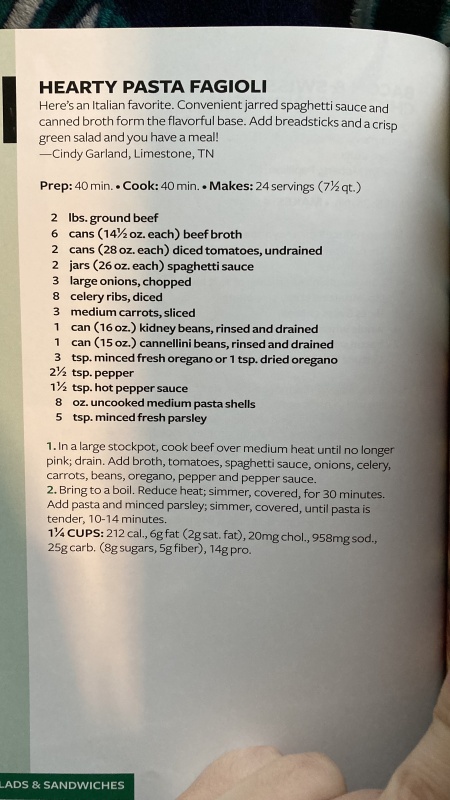 HEARTY PASTA FAGIOLI
Here's an Italian favorite. Convenient jarred spaghetti sauce and
canned broth form the flavorful base. Add breadsticks and a crisp
green salad and you have a meal!
—Cindy Garland, Limestone, TN
Prep: 40 min. • Cook: 40 min. • Makes: 24 servings (7½ qt.)
2 lbs. ground beef
6 cans (14½ oz. each) beef broth
2 cans (28 oz. each) diced tomatoes, undrained
2 jars (26 oz. each) spaghetti sauce
3 large onions, chopped
8 celery ribs, diced
3 medium carrots, sliced
1 can (16 oz.) kidney beans, rinsed and drained
1 can (15 oz.) cannellini beans, rinsed and drained
3 tsp. minced fresh oregano or 1 tsp. dried oregano
2½ tsp. pepper
1½ tsp. hot pepper sauce
8 oz. uncooked medium pasta shells
5 tsp. minced fresh parsley
1. In a large stockpot, cook beef over medium heat until no longer
pink; drain. Add broth, tomatoes, spaghetti sauce, onions, celery,
carrots, beans, oregano, pepper and pepper sauce.
2. Bring to a boil. Reduce heat; simmer, covered, for 30 minutes.
Add pasta and minced parsley; simmer, covered, until pasta is
tender, 10-14 minutes.
1¼ CUPS: 212 cal., 6g fat (2g sat. fat), 20mg chol., 958mg sod.,
25g carb. (8g sugars, 5g fiber), 14g pro.
LADS & SANDWICHES